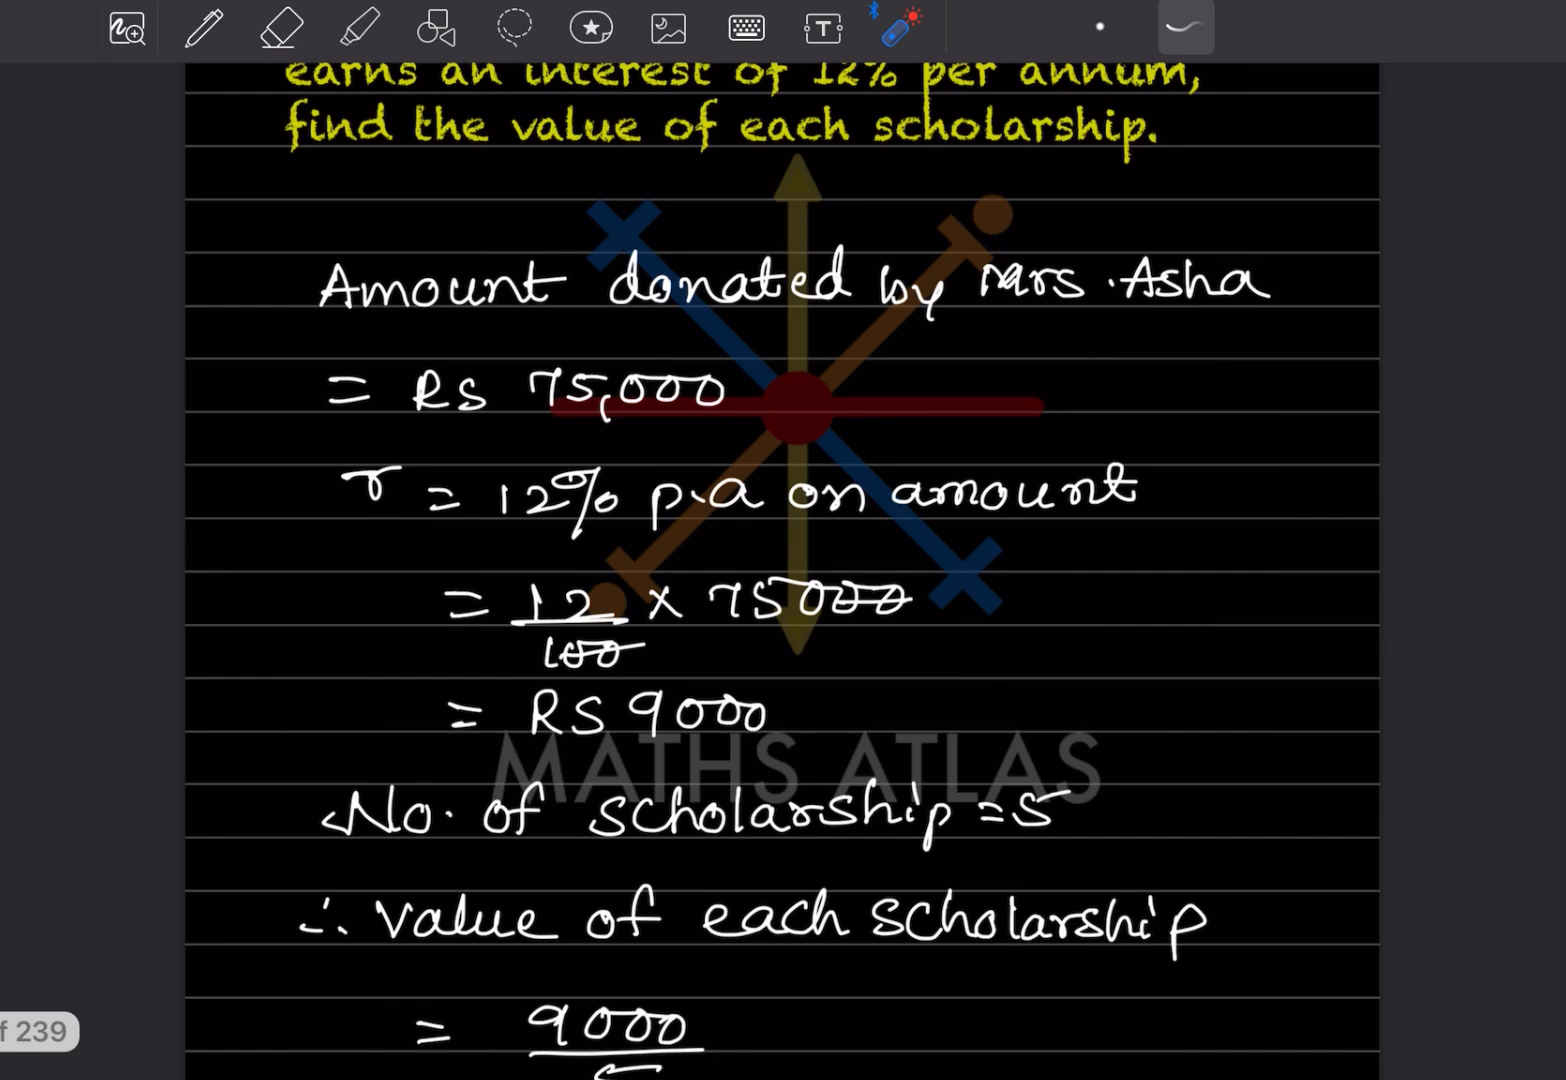 earns an interest of 12% per annum,
find the value of each scholarship.
Amount donated by Mrs. Asha
= Rs 75,000
r = 12% p.a on amount
= 12/100 × 75000
= RS 9000
MATHS ATLAS
No. of scholarship = 5
∴ value of each scholarship
= 9000/5
f 239